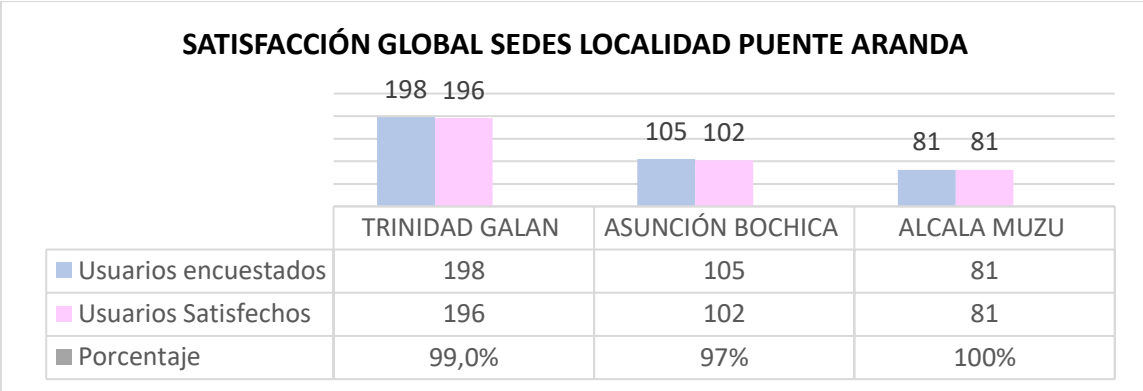 SATISFACCIÓN GLOBAL SEDES LOCALIDAD PUENTE ARANDA
198 196
105 102
81 81
TRINIDAD GALAN ASUNCIÓN BOCHICA ALCALA MUZU
Usuarios encuestados 198 105 81
Usuarios Satisfechos 196 102 81
Porcentaje 99,0% 97% 100%